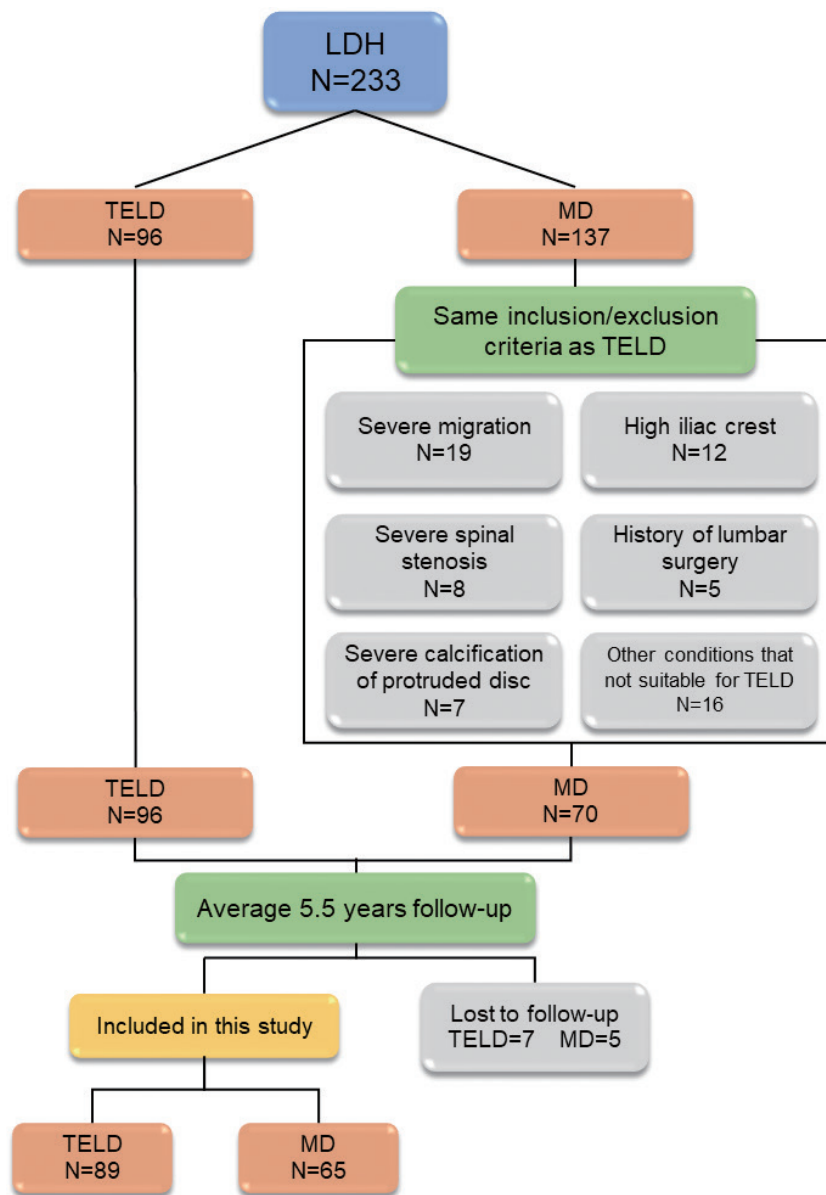 LDH
N=233
TELD
N=96
MD
N=137
Same inclusion/exclusion
criteria as TELD
Severe migration
N=19
High iliac crest
N=12
Severe spinal
stenosis
N=8
History of lumbar
surgery
N=5
Severe calcification
of protruded disc
N=7
Other conditions that
not suitable for TELD
N=16
TELD
N=96
MD
N=70
Average 5.5 years follow-up
Included in this study
Lost to follow-up
TELD=7 MD=5
TELD
N=89
MD
N=65